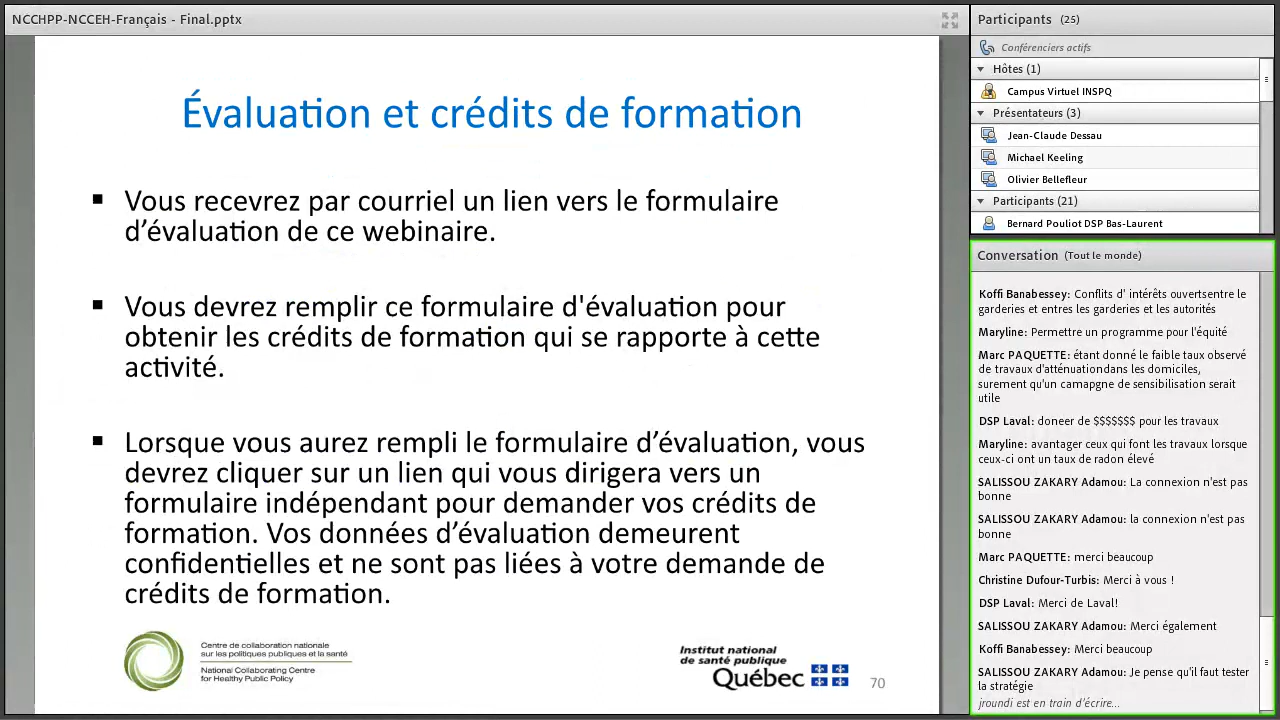 NCCHPP-NCCEH-Français - Final.pptx
Évaluation et crédits de formation
▪ Vous recevrez par courriel un lien vers le formulaire
d’évaluation de ce webinaire.
▪ Vous devrez remplir ce formulaire d'évaluation pour
obtenir les crédits de formation qui se rapporte à cette
activité.
▪ Lorsque vous aurez rempli le formulaire d’évaluation, vous
devrez cliquer sur un lien qui vous dirigera vers un
formulaire indépendant pour demander vos crédits de
formation. Vos données d’évaluation demeurent
confidentielles et ne sont pas liées à votre demande de
crédits de formation.
Centre de collaboration nationale
sur les politiques publiques et la santé
National Collaborating Centre
for Healthy Public Policy
Institut national
de santé publique
Québec
70
Participants (25)
Conférenciers actifs
Hôtes (1)
Campus Virtuel INSPQ
Présentateurs (3)
Jean-Claude Dessau
Michael Keeling
Olivier Bellefleur
Participants (21)
Bernard Pouliot DSP Bas-Laurent
Conversation (Tout le monde)
Koffi Banabessey: Conflits d' intérêts ouvertsentre le
garderies et entres les garderies et les autorités
Maryline: Permettre un programme pour l'équité
Marc PAQUETTE: étant donné le faible taux observé
de travaux d'atténuationdans les domiciles,
surement qu'un camapgne de sensibilisation serait
utile
DSP Laval: doneer de $$$$$$$ pour les travaux
Maryline: avantager ceux qui font les travaux lorsque
ceux-ci ont un taux de radon élevé
SALISSOU ZAKARY Adamou: La connexion n'est pas
bonne
SALISSOU ZAKARY Adamou: la connexion n'est pas
bonne
Marc PAQUETTE: merci beaucoup
Christine Dufour-Turbis: Merci à vous !
DSP Laval: Merci de Laval!
SALISSOU ZAKARY Adamou: Merci également
Koffi Banabessey: Merci beaucoup
SALISSOU ZAKARY Adamou: Je pense qu'il faut tester
la stratégie
jroundi est en train d'écrire...